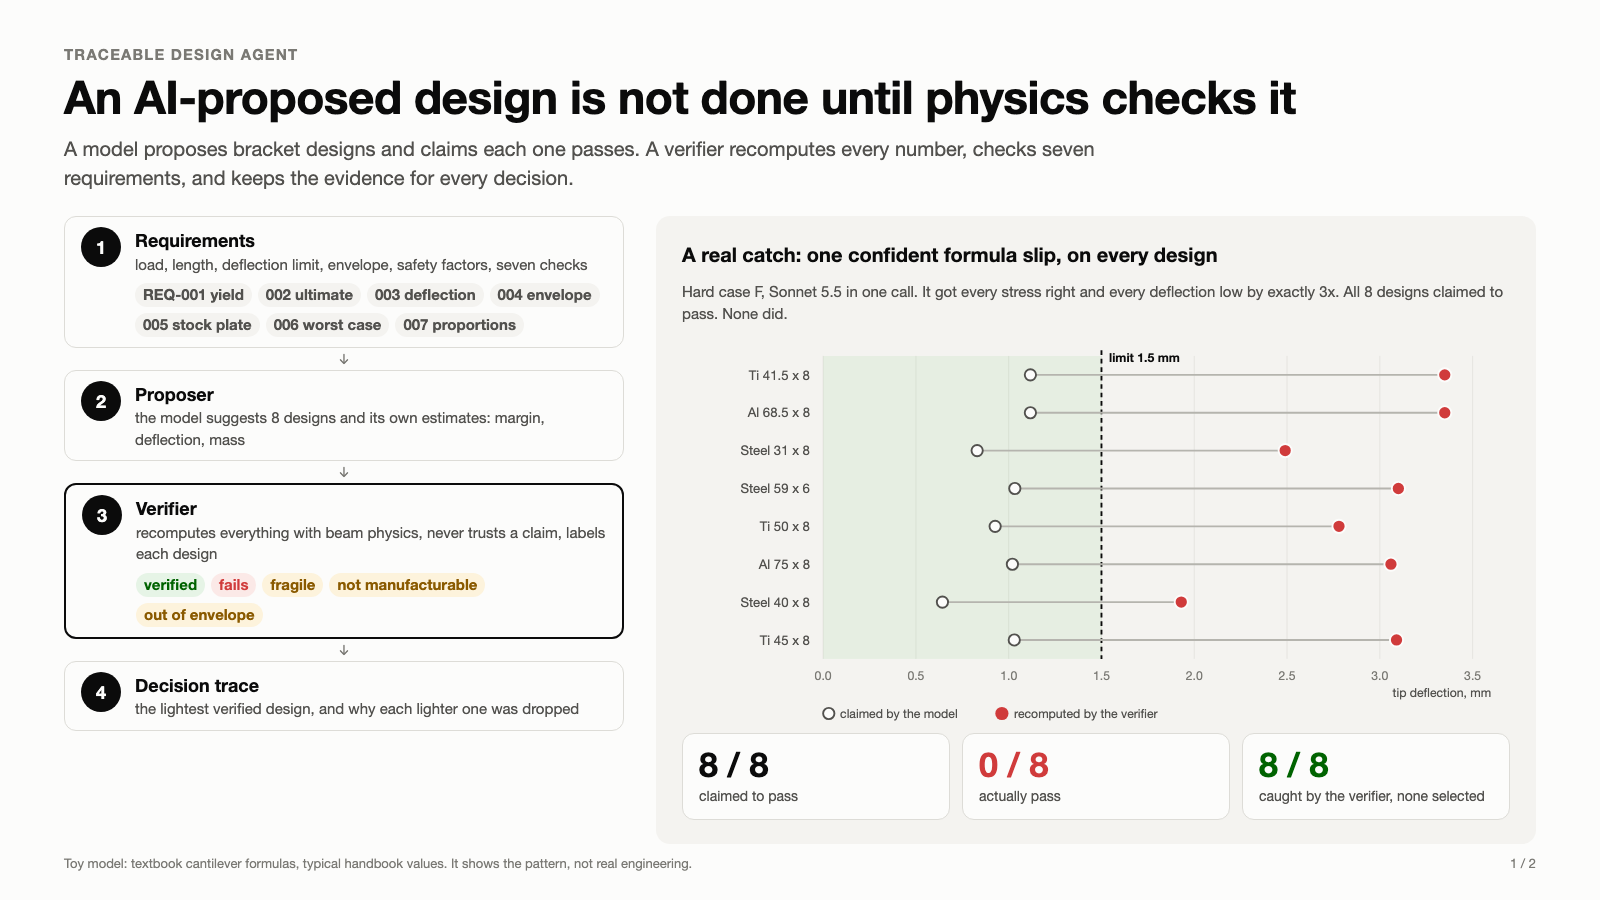 TRACEABLE DESIGN AGENT
An AI-proposed design is not done until physics checks it
A model proposes bracket designs and claims each one passes. A verifier recomputes every number, checks seven
requirements, and keeps the evidence for every decision.
1
Requirements
load, length, deflection limit, envelope, safety factors, seven checks
REQ-001 yield 002 ultimate 003 deflection 004 envelope
005 stock plate 006 worst case 007 proportions
↓
2
Proposer
the model suggests 8 designs and its own estimates: margin,
deflection, mass
↓
3
Verifier
recomputes everything with beam physics, never trusts a claim, labels
each design
verified fails fragile not manufacturable
out of envelope
↓
4
Decision trace
the lightest verified design, and why each lighter one was dropped
A real catch: one confident formula slip, on every design
Hard case F, Sonnet 5.5 in one call. It got every stress right and every deflection low by exactly 3x. All 8 designs claimed to
pass. None did.
limit 1.5 mm
Ti 41.5 x 8
Al 68.5 x 8
Steel 31 x 8
Steel 59 x 6
Ti 50 x 8
Al 75 x 8
Steel 40 x 8
Ti 45 x 8
0.0 0.5 1.0 1.5 2.0 2.5 3.0 3.5
tip deflection, mm
claimed by the model recomputed by the verifier
8 / 8
claimed to pass
0 / 8
actually pass
8 / 8
caught by the verifier, none selected
Toy model: textbook cantilever formulas, typical handbook values. It shows the pattern, not real engineering.
1 / 2